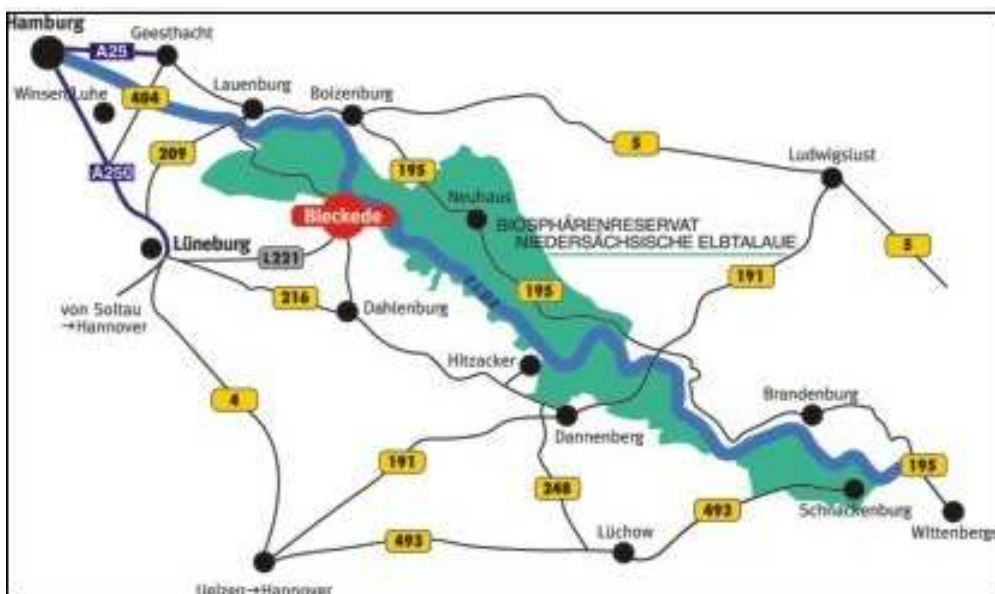 Hamburg
A25
Geesthacht
Winsen/Luhe
404
Lauenburg
Boizenburg
5
209
195
Ludwigslust
A250
Neuhaus
Bleckede
BIOSPHÄRENRESERVAT
NIEDERSÄCHSISCHE ELBTALAUE
5
Lüneburg
L221
191
216
195
ELBE
von Soltau
→Hannover
Dahlenburg
Hitzacker
4
Brandenburg
Dannenberg
191
195
248
493
Schnackenburg
Wittenberge
493
Lüchow
Uelzen→Hannover